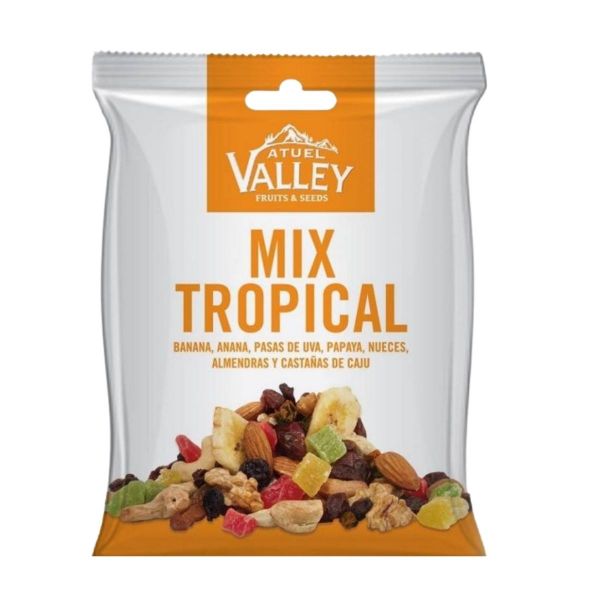 ATUEL
VALLEY
FRUITS & SEEDS
MIX
TROPICAL
BANANA, ANANA, PASAS DE UVA, PAPAYA, NUECES,
ALMENDRAS Y CASTAÑAS DE CAJU